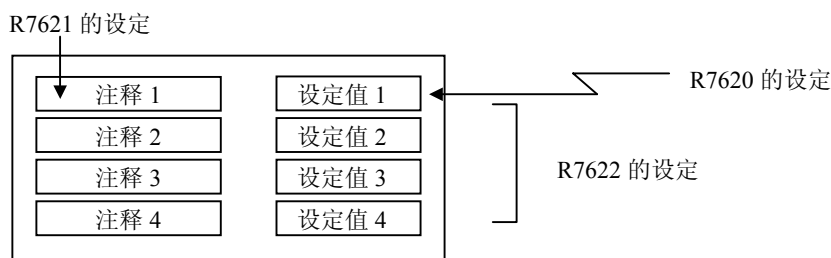 R7621 的设定
注释 1 设定值 1 R7620 的设定
注释 2 设定值 2
注释 3 设定值 3 R7622 的设定
注释 4 设定值 4